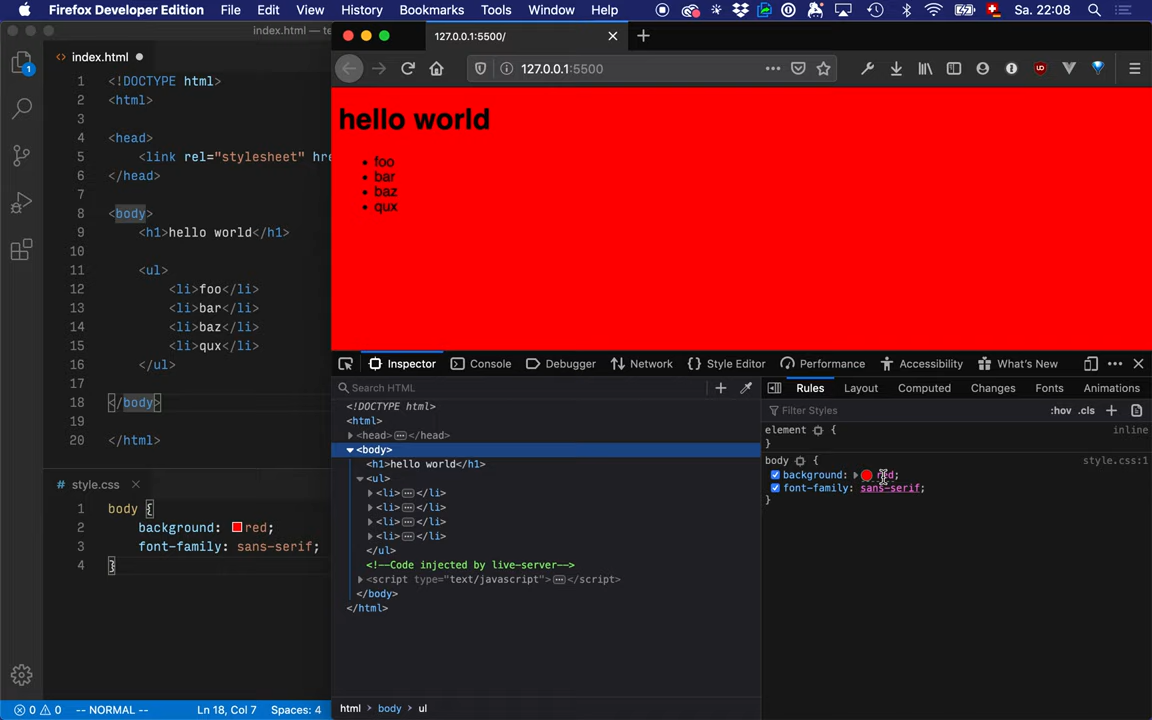 Firefox Developer Edition File Edit View History Bookmarks Tools Window Help Sa. 22:08
index.html — te
127.0.0.1:5500/
index.html
127.0.0.1:5500
1 <!DOCTYPE html>
2 <html>
3
4 <head>
5 <link rel="stylesheet" hre
6 </head>
7
8 <body>
9 <h1>hello world</h1>
10
11 <ul>
12 <li>foo</li>
13 <li>bar</li>
14 <li>baz</li>
15 <li>qux</li>
16 </ul>
17
18 </body>
19
20 </html>
style.css
1 body {
2 background: red;
3 font-family: sans-serif;
4 }
0 0 -- NORMAL -- Ln 18, Col 7 Spaces: 4
hello world
• foo
• bar
• baz
• qux
Inspector Console Debugger Network Style Editor Performance Accessibility What's New
Search HTML
<!DOCTYPE html>
<html>
<head> ••• </head>
<body>
<h1>hello world</h1>
<ul>
<li> ••• </li>
<li> ••• </li>
<li> ••• </li>
<li> ••• </li>
</ul>
<!--Code injected by live-server-->
<script type="text/javascript"> ••• </script>
</body>
</html>
html > body > ul
Rules Layout Computed Changes Fonts Animations
Filter Styles :hov .cls +
element { inline
}
body { style.css:1
background: red;
font-family: sans-serif;
}